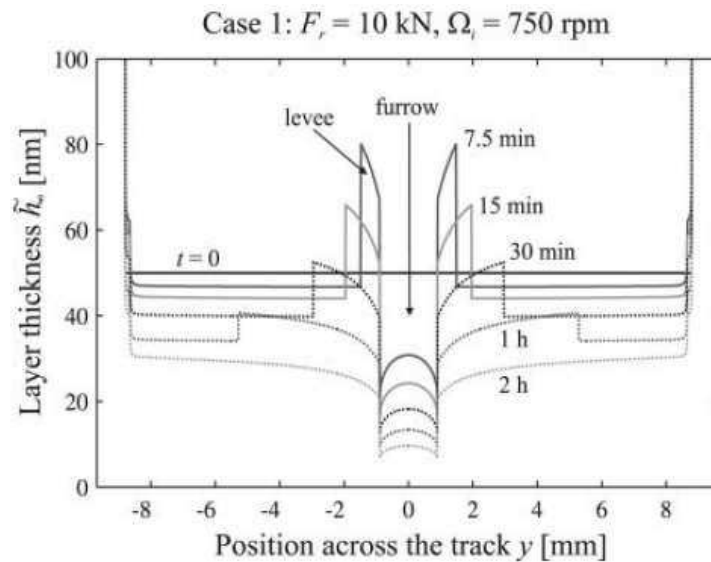 Case 1: Fᵣ = 10 kN, Ωᵢ = 750 rpm
100
80
60
40
20
0
Layer thickness h̃ₒ [nm]
levee
furrow
7.5 min
15 min
30 min
t = 0
1 h
2 h
-8 -6 -4 -2 0 2 4 6 8
Position across the track y [mm]